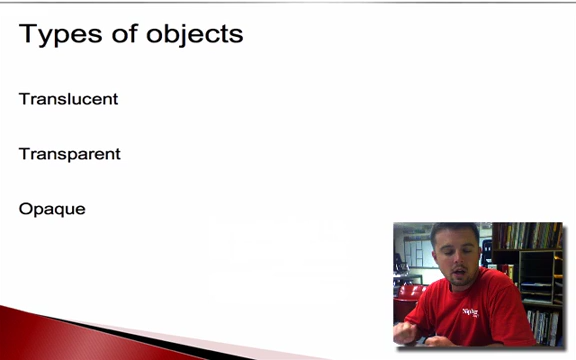 Types of objects
Translucent
Transparent
Opaque